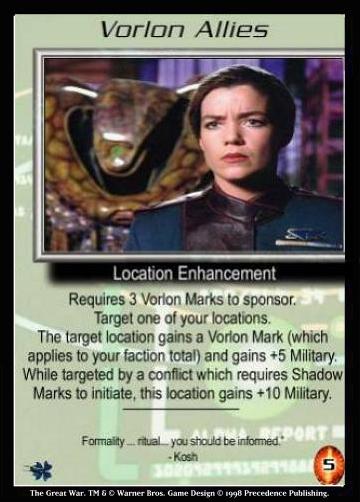 Vorlon Allies
Location Enhancement
Requires 3 Vorlon Marks to sponsor.
Target one of your locations.
The target location gains a Vorlon Mark (which
applies to your faction total) and gains +5 Military.
While targeted by a conflict which requires Shadow
Marks to initiate, this location gains +10 Military.
ALPHA REPORT
Formality ... ritual... you should be informed."
- Kosh
5
The Great War. TM & © Warner Bros. Game Design © 1998 Precedence Publishing.